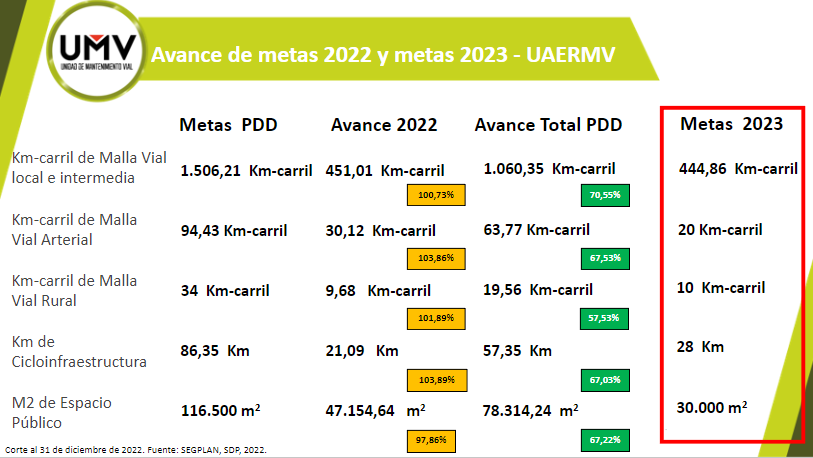 UMV
UNIDAD DE MANTENIMIENTO VIAL
Avance de metas 2022 y metas 2023 - UAERMV
Metas PDD Avance 2022 Avance Total PDD Metas 2023
Km-carril de Malla Vial
local e intermedia
1.506,21 Km-carril 451,01 Km-carril 1.060,35 Km-carril 444,86 Km-carril
100,73% 70,55%
Km-carril de Malla
Vial Arterial
94,43 Km-carril 30,12 Km-carril 63,77 Km-carril 20 Km-carril
103,86% 67,53%
Km-carril de Malla
Vial Rural
34 Km-carril 9,68 Km-carril 19,56 Km-carril 10 Km-carril
101,89% 57,53%
Km de
Cicloinfraestructura
86,35 Km 21,09 Km 57,35 Km 28 Km
103,89% 67,03%
M2 de Espacio
Público
116.500 m² 47.154,64 m² 78.314,24 m² 30.000 m²
97,86% 67,22%
Corte al 31 de diciembre de 2022. Fuente: SEGPLAN, SDP, 2022.